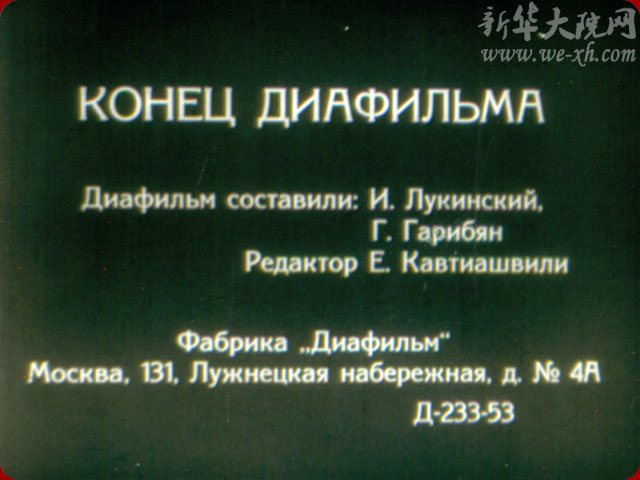 新华大院网
www.we-xh.com
КОНЕЦ ДИАФИЛЬМА
Диафильм составили: И. Лукинский,
Г. Гарибян
Редактор Е. Кавтиашвили
Фабрика „Диафильм"
Москва, 131, Лужнецкая набережная, д. № 4А
Д-233-53